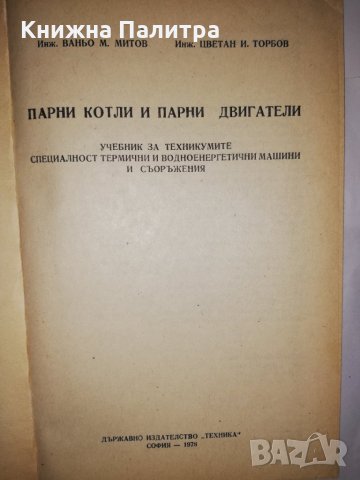 Книжна Палитра
Инж. ВАНЬО М. МИТОВ Инж. ЦВЕТАН И. ТОРБОВ
ПАРНИ КОТЛИ И ПАРНИ ДВИГАТЕЛИ
УЧЕБНИК ЗА ТЕХНИКУМИТЕ
СПЕЦИАЛНОСТ ТЕРМИЧНИ И ВОДНОЕНЕРГЕТИЧНИ МАШИНИ
И СЪОРЪЖЕНИЯ
ДЪРЖАВНО ИЗДАТЕЛСТВО „ТЕХНИКА"
СОФИЯ — 1978
BAZAR